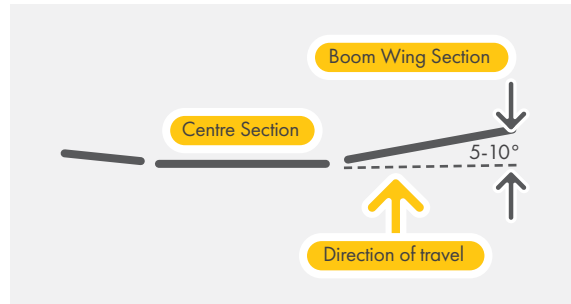 Boom Wing Section
Centre Section
5-10°
Direction of travel